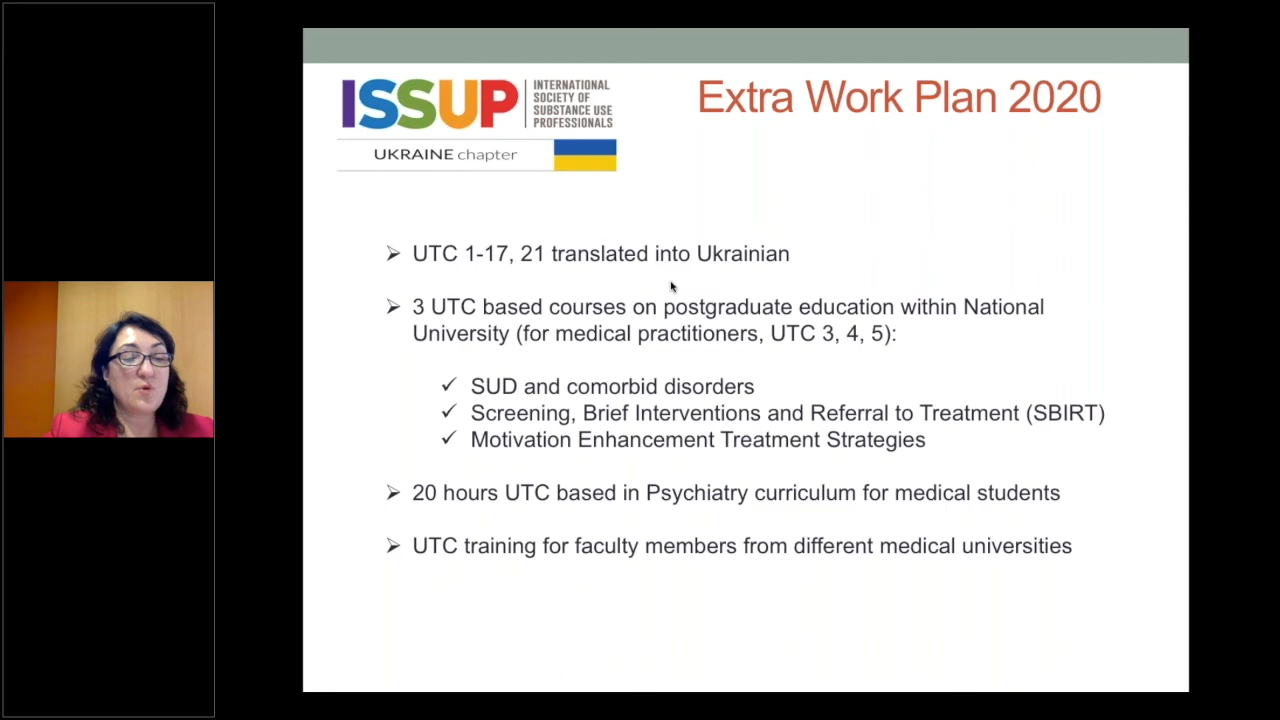 ISSUP
INTERNATIONAL
SOCIETY OF
SUBSTANCE USE
PROFESSIONALS
UKRAINE chapter
Extra Work Plan 2020
UTC 1-17, 21 translated into Ukrainian
3 UTC based courses on postgraduate education within National
University (for medical practitioners, UTC 3, 4, 5):
SUD and comorbid disorders
Screening, Brief Interventions and Referral to Treatment (SBIRT)
Motivation Enhancement Treatment Strategies
20 hours UTC based in Psychiatry curriculum for medical students
UTC training for faculty members from different medical universities